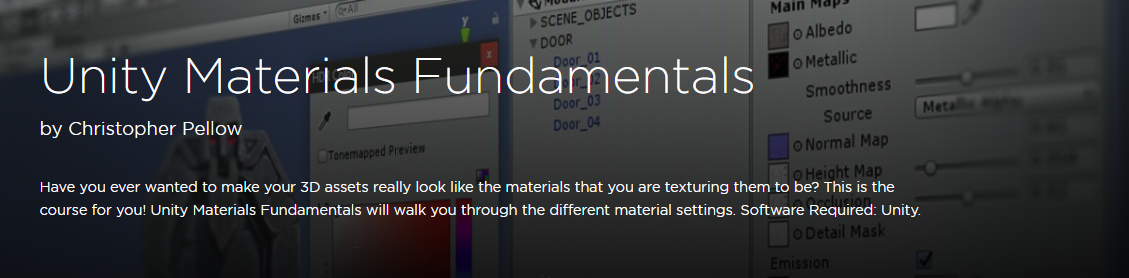 Gizmos
All
SCENE_OBJECTS
DOOR
Door_01
Door_03
Door_04
Main Maps
Albedo
Metallic
Smoothness
Source
Normal Map
Height Map
Occlusion
Detail Mask
Emission
Tonemapped Preview
y
x
Unity Materials Fundamentals
by Christopher Pellow
Have you ever wanted to make your 3D assets really look like the materials that you are texturing them to be? This is the
course for you! Unity Materials Fundamentals will walk you through the different material settings. Software Required: Unity.